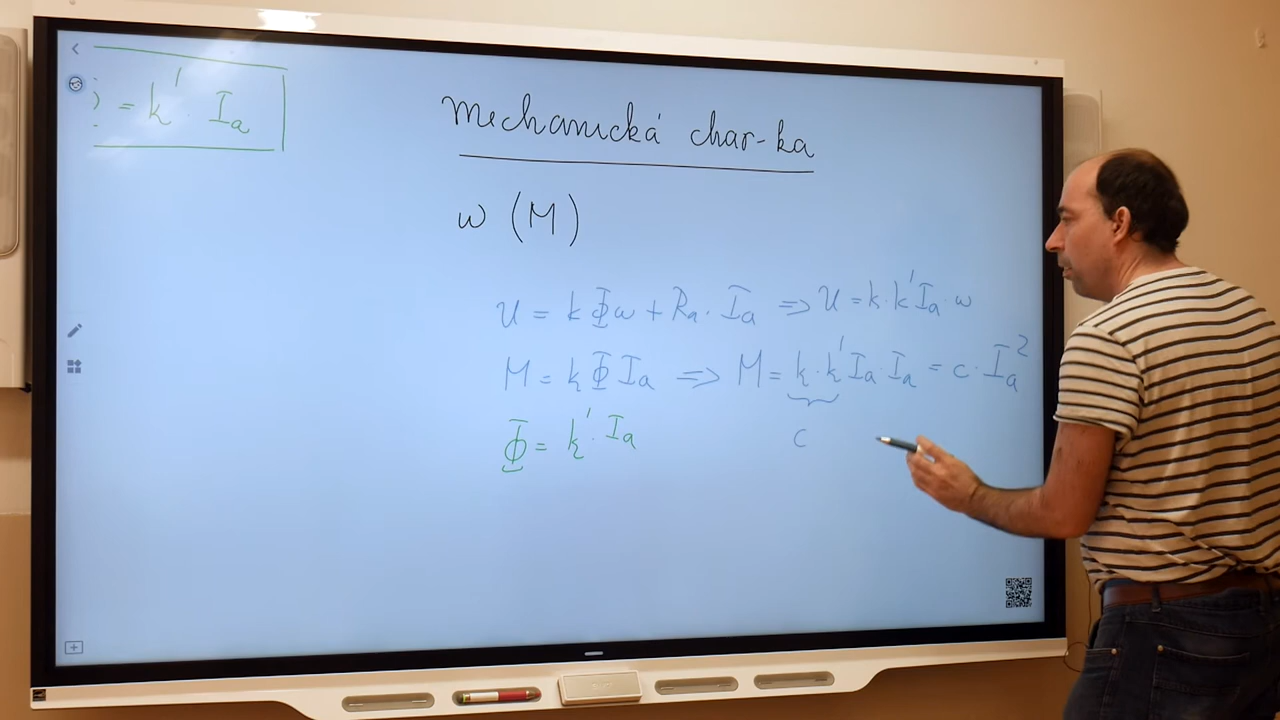 = k' · Ia
mechanická char-ka
ω (M)
U = kΦω + Ra · Ia ⇒ U = k · k' Ia · ω
M = kΦIa ⇒ M = k · k' Ia · Ia = c · Ia²
c
Φ = k' · Ia